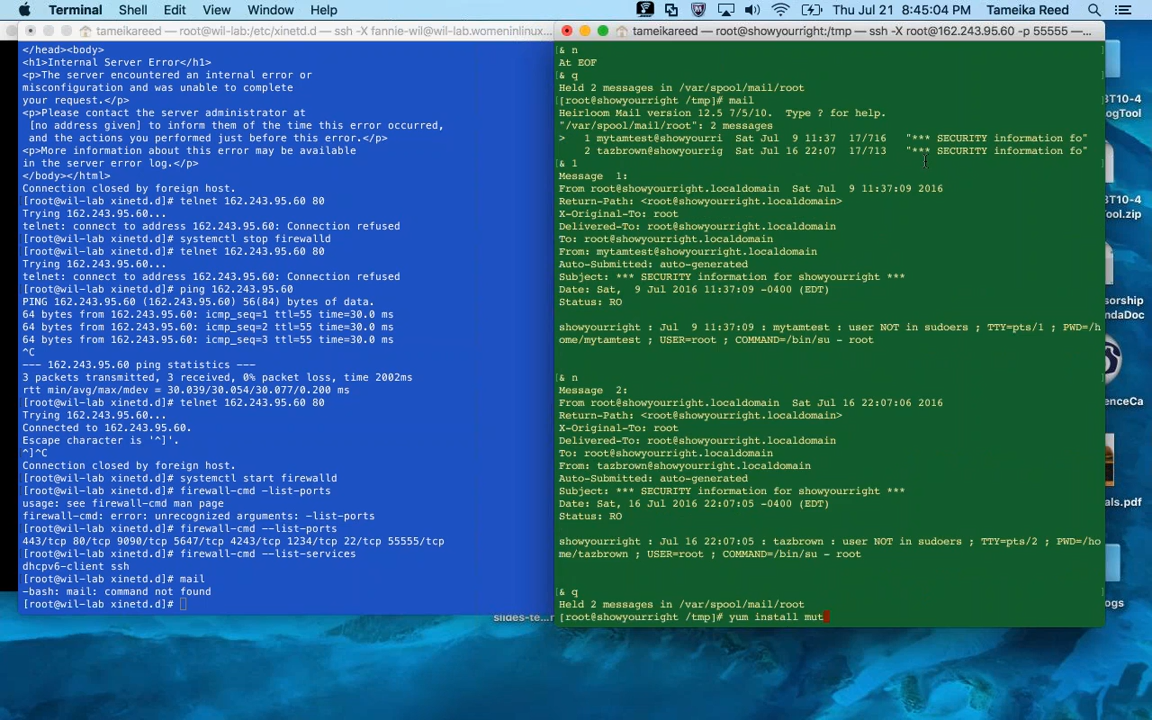 Terminal Shell Edit View Window Help Thu Jul 21 8:45:04 PM Tameika Reed
tameikareed — root@wil-lab:/etc/xinetd.d — ssh -X fannie-wil@wil-lab.womeninlinux...
</head><body>
<h1>Internal Server Error</h1>
<p>The server encountered an internal error or
misconfiguration and was unable to complete
your request.</p>
<p>Please contact the server administrator at
[no address given] to inform them of the time this error occurred,
and the actions you performed just before this error.</p>
<p>More information about this error may be available
in the server error log.</p>
</body></html>
Connection closed by foreign host.
[root@wil-lab xinetd.d]# telnet 162.243.95.60 80
Trying 162.243.95.60...
telnet: connect to address 162.243.95.60: Connection refused
[root@wil-lab xinetd.d]# systemctl stop firewalld
[root@wil-lab xinetd.d]# telnet 162.243.95.60 80
Trying 162.243.95.60...
telnet: connect to address 162.243.95.60: Connection refused
[root@wil-lab xinetd.d]# ping 162.243.95.60
PING 162.243.95.60 (162.243.95.60) 56(84) bytes of data.
64 bytes from 162.243.95.60: icmp_seq=1 ttl=55 time=30.0 ms
64 bytes from 162.243.95.60: icmp_seq=2 ttl=55 time=30.0 ms
64 bytes from 162.243.95.60: icmp_seq=3 ttl=55 time=30.0 ms
^C
--- 162.243.95.60 ping statistics ---
3 packets transmitted, 3 received, 0% packet loss, time 2002ms
rtt min/avg/max/mdev = 30.039/30.054/30.077/0.200 ms
[root@wil-lab xinetd.d]# telnet 162.243.95.60 80
Trying 162.243.95.60...
Connected to 162.243.95.60.
Escape character is '^]'.
^]^C
Connection closed by foreign host.
[root@wil-lab xinetd.d]# systemctl start firewalld
[root@wil-lab xinetd.d]# firewall-cmd -list-ports
usage: see firewall-cmd man page
firewall-cmd: error: unrecognized arguments: -list-ports
[root@wil-lab xinetd.d]# firewall-cmd --list-ports
443/tcp 80/tcp 9090/tcp 5647/tcp 4243/tcp 1234/tcp 22/tcp 55555/tcp
[root@wil-lab xinetd.d]# firewall-cmd --list-services
dhcpv6-client ssh
[root@wil-lab xinetd.d]# mail
-bash: mail: command not found
[root@wil-lab xinetd.d]#
tameikareed — root@showyourright:/tmp — ssh -X root@162.243.95.60 -p 55555 —...
& n
At EOF
& q
Held 2 messages in /var/spool/mail/root
[root@showyourright /tmp]# mail
Heirloom Mail version 12.5 7/5/10. Type ? for help.
"/var/spool/mail/root": 2 messages
> 1 mytamtest@showyourri Sat Jul 9 11:37 17/716 "*** SECURITY information fo"
2 tazbrown@showyourrig Sat Jul 16 22:07 17/713 "*** SECURITY information fo"
& 1
Message 1:
From root@showyourright.localdomain Sat Jul 9 11:37:09 2016
Return-Path: <root@showyourright.localdomain>
X-Original-To: root
Delivered-To: root@showyourright.localdomain
To: root@showyourright.localdomain
From: mytamtest@showyourright.localdomain
Auto-Submitted: auto-generated
Subject: *** SECURITY information for showyourright ***
Date: Sat, 9 Jul 2016 11:37:09 -0400 (EDT)
Status: RO
showyourright : Jul 9 11:37:09 : mytamtest : user NOT in sudoers ; TTY=pts/1 ; PWD=/h
ome/mytamtest ; USER=root ; COMMAND=/bin/su - root
& n
Message 2:
From root@showyourright.localdomain Sat Jul 16 22:07:06 2016
Return-Path: <root@showyourright.localdomain>
X-Original-To: root
Delivered-To: root@showyourright.localdomain
To: root@showyourright.localdomain
From: tazbrown@showyourright.localdomain
Auto-Submitted: auto-generated
Subject: *** SECURITY information for showyourright ***
Date: Sat, 16 Jul 2016 22:07:05 -0400 (EDT)
Status: RO
showyourright : Jul 16 22:07:05 : tazbrown : user NOT in sudoers ; TTY=pts/2 ; PWD=/ho
me/tazbrown ; USER=root ; COMMAND=/bin/su - root
& q
Held 2 messages in /var/spool/mail/root
[root@showyourright /tmp]# yum install mut
BT10-4
ogTool
BT10-4
ool.zip
sorship
ndaDoc
enceCa
als.pdf
ogs
slides-te...